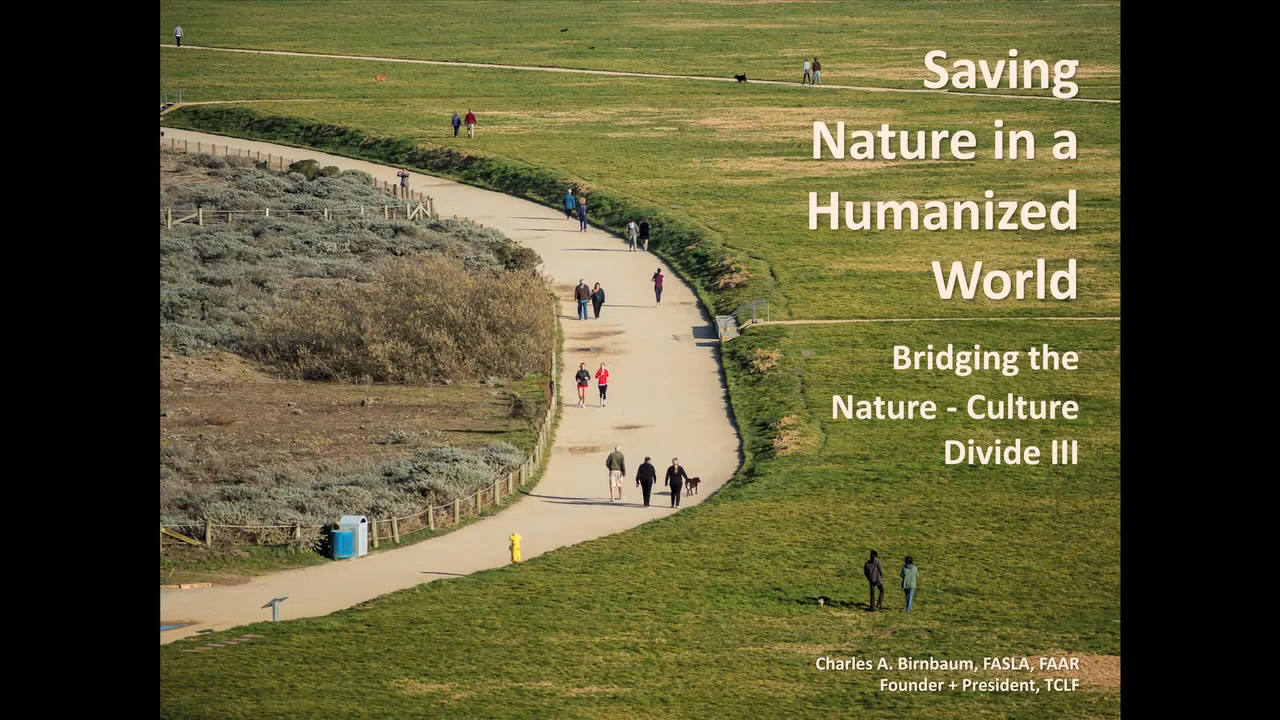 Saving
Nature in a
Humanized
World
Bridging the
Nature - Culture
Divide III
Charles A. Birnbaum, FASLA, FAAR
Founder + President, TCLF